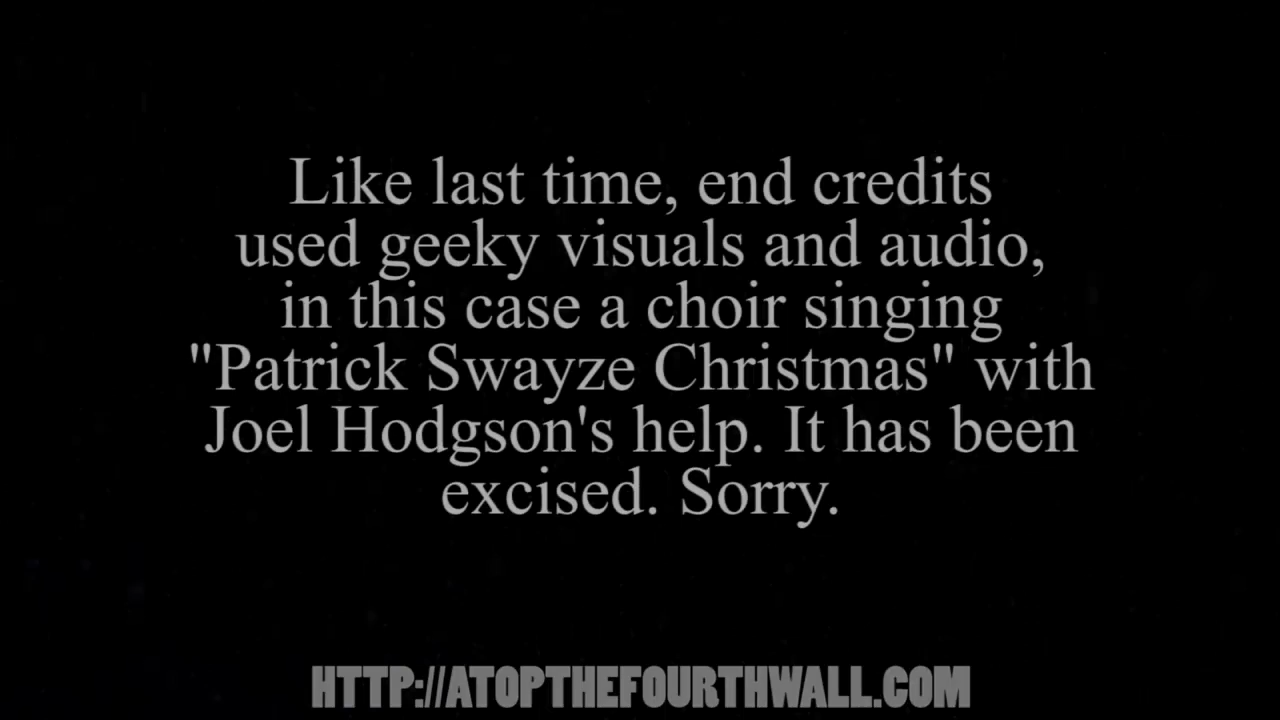 Like last time, end credits
used geeky visuals and audio,
in this case a choir singing
"Patrick Swayze Christmas" with
Joel Hodgson's help. It has been
excised. Sorry.
HTTP://ATOPTHEFOURTHWALL.COM